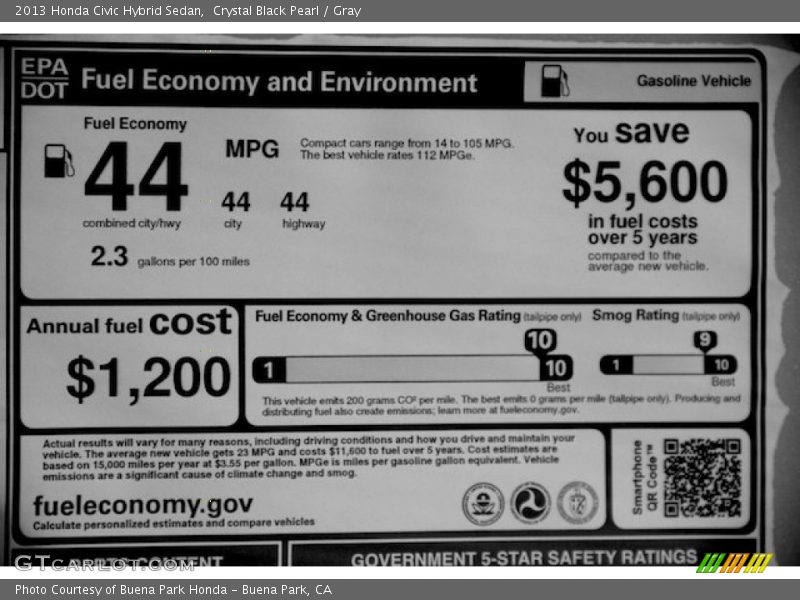 2013 Honda Civic Hybrid Sedan, Crystal Black Pearl / Gray
EPA
DOT
Fuel Economy and Environment
Gasoline Vehicle
Fuel Economy
44
MPG
combined city/hwy
44
city
44
highway
2.3 gallons per 100 miles
Compact cars range from 14 to 105 MPG.
The best vehicle rates 112 MPGe.
You save
$5,600
in fuel costs
over 5 years
compared to the
average new vehicle.
Annual fuel cost
$1,200
Fuel Economy & Greenhouse Gas Rating (tailpipe only)
10
1
10
Best
Smog Rating (tailpipe only)
9
1
10
Best
This vehicle emits 200 grams CO² per mile. The best emits 0 grams per mile (tailpipe only). Producing and
distributing fuel also create emissions; learn more at fueleconomy.gov.
Actual results will vary for many reasons, including driving conditions and how you drive and maintain your
vehicle. The average new vehicle gets 23 MPG and costs $11,600 to fuel over 5 years. Cost estimates are
based on 15,000 miles per year at $3.55 per gallon. MPGe is miles per gasoline gallon equivalent. Vehicle
emissions are a significant cause of climate change and smog.
fueleconomy.gov
Calculate personalized estimates and compare vehicles
Smartphone
QR Code™
GTCARLOT.COM
CONTENT
GOVERNMENT 5-STAR SAFETY RATINGS
Photo Courtesy of Buena Park Honda – Buena Park, CA